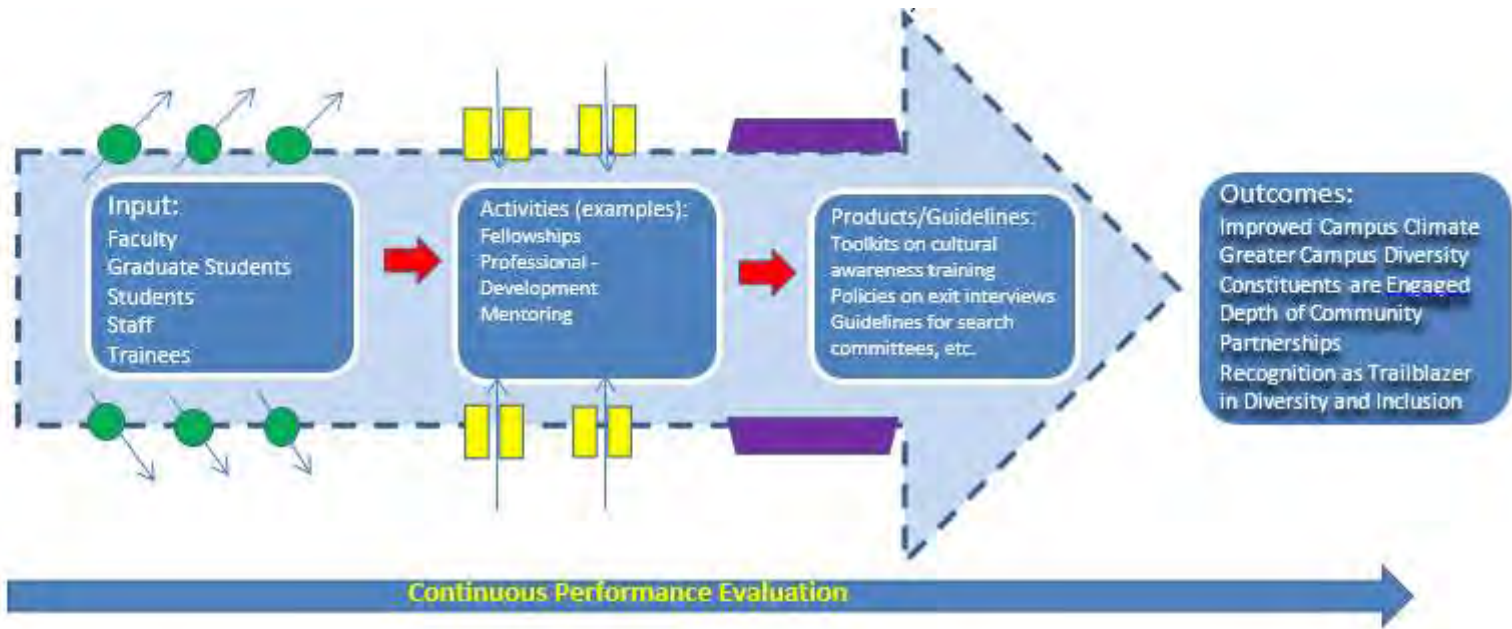 Input:
Faculty
Graduate Students
Students
Staff
Trainees
Activities (examples):
Fellowships
Professional -
Development
Mentoring
Products/Guidelines:
Toolkits on cultural
awareness training
Policies on exit interviews
Guidelines for search
committees, etc.
Outcomes:
Improved Campus Climate
Greater Campus Diversity
Constituents are Engaged
Depth of Community
Partnerships
Recognition as Trailblazer
in Diversity and Inclusion
Continuous Performance Evaluation